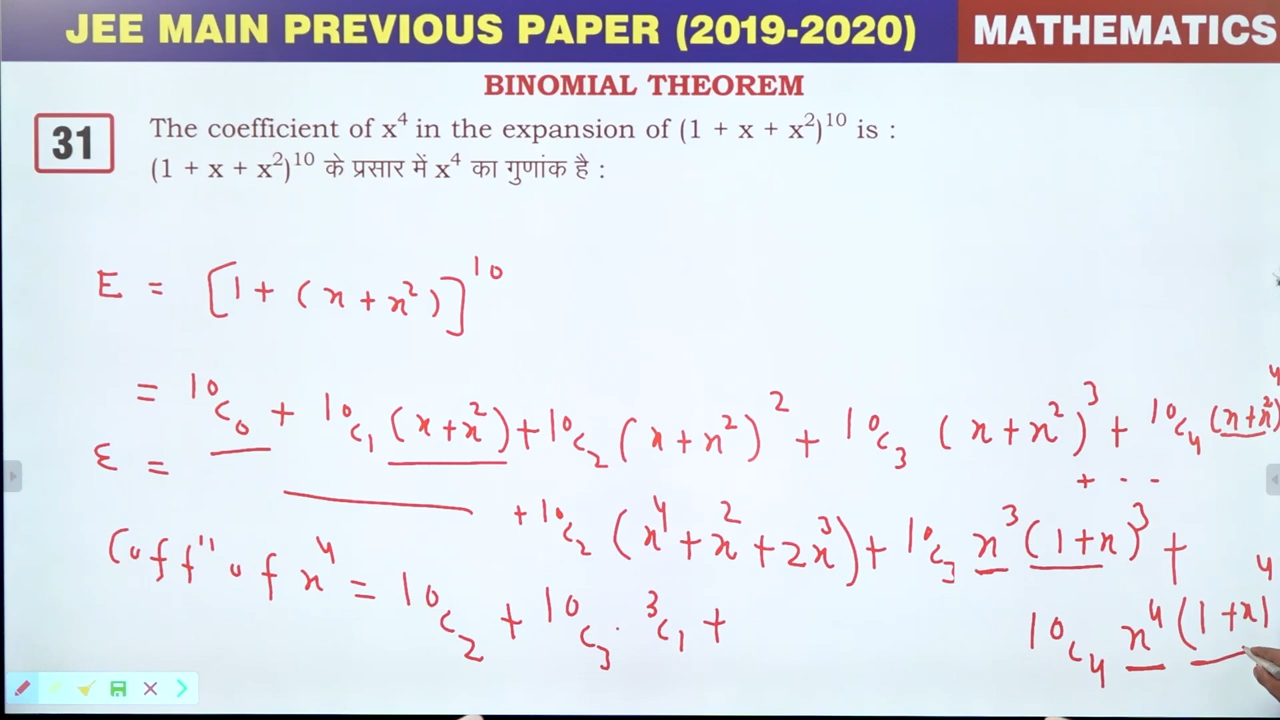 JEE MAIN PREVIOUS PAPER (2019-2020) MATHEMATICS
BINOMIAL THEOREM
31 The coefficient of x⁴ in the expansion of (1 + x + x²)¹⁰ is :
(1 + x + x²)¹⁰ के प्रसार में x⁴ का गुणांक है :
E = [1 + (x + x²)]¹⁰
= ¹⁰C₀ + ¹⁰C₁ (x + x²) + ¹⁰C₂ (x + x²)² + ¹⁰C₃ (x + x²)³ + ¹⁰C₄ (x + x²)⁴
+ - -
E = + ¹⁰C₂ (x⁴ + x² + 2x³) + ¹⁰C₃ x³ (1 + x)³ +
¹⁰C₄ x⁴ (1 + x)⁴
Coff" of x⁴ = ¹⁰C₂ + ¹⁰C₃ . ³C₁ +